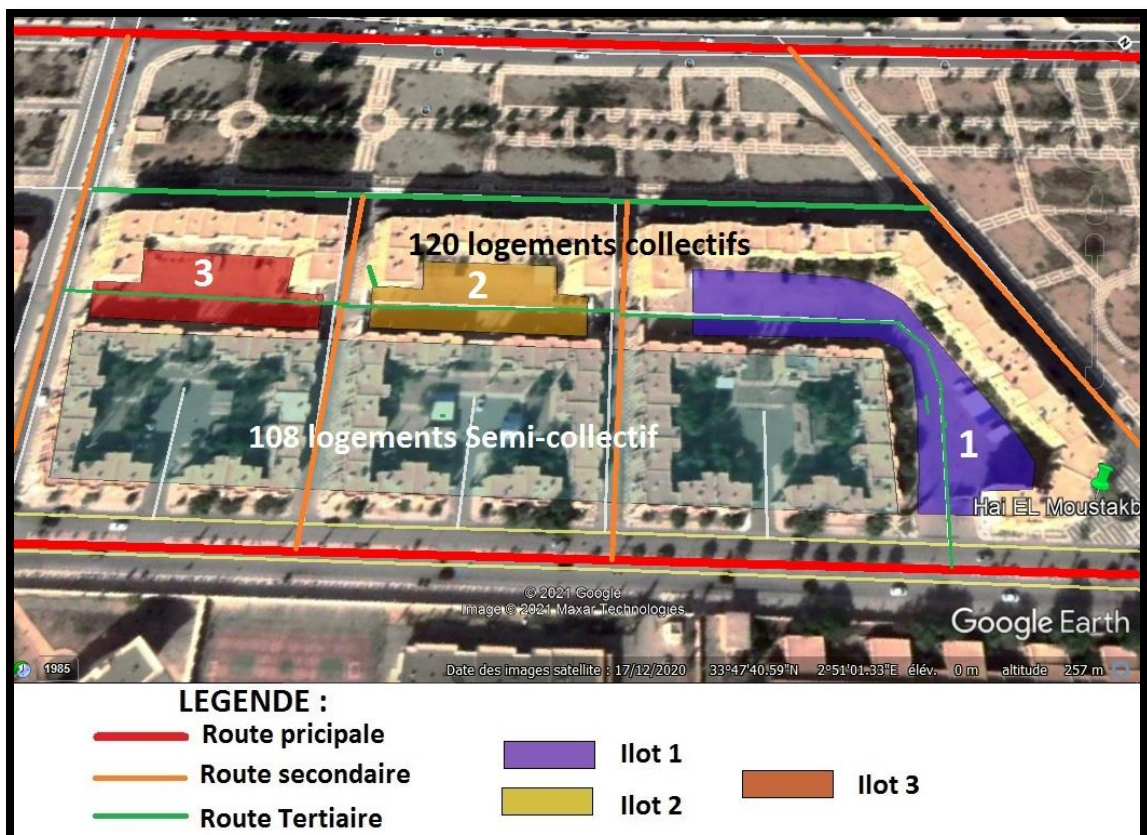 N
120 logements collectifs
3
2
108 logements Semi-collectif
1
Hai EL Moustakb
© 2021 Google
Image © 2021 Maxar Technologies
Google Earth
1985
Date des images satellite : 17/12/2020 33°47'40.59"N 2°51'01.33"E élév. 0 m altitude 257 m
LEGENDE :
Route pricipale
Route secondaire
Route Tertiaire
Ilot 1
Ilot 2
Ilot 3